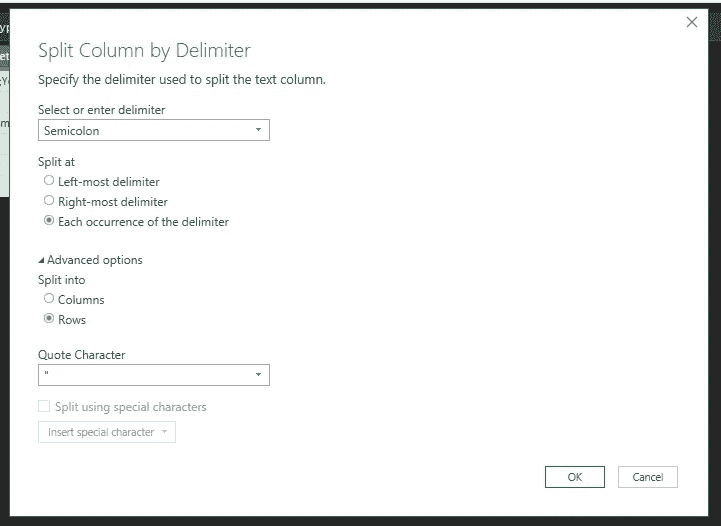 Split Column by Delimiter
Specify the delimiter used to split the text column.
Select or enter delimiter
Semicolon
Split at
Left-most delimiter
Right-most delimiter
Each occurrence of the delimiter
Advanced options
Split into
Columns
Rows
Quote Character
"
Split using special characters
Insert special character
OK Cancel